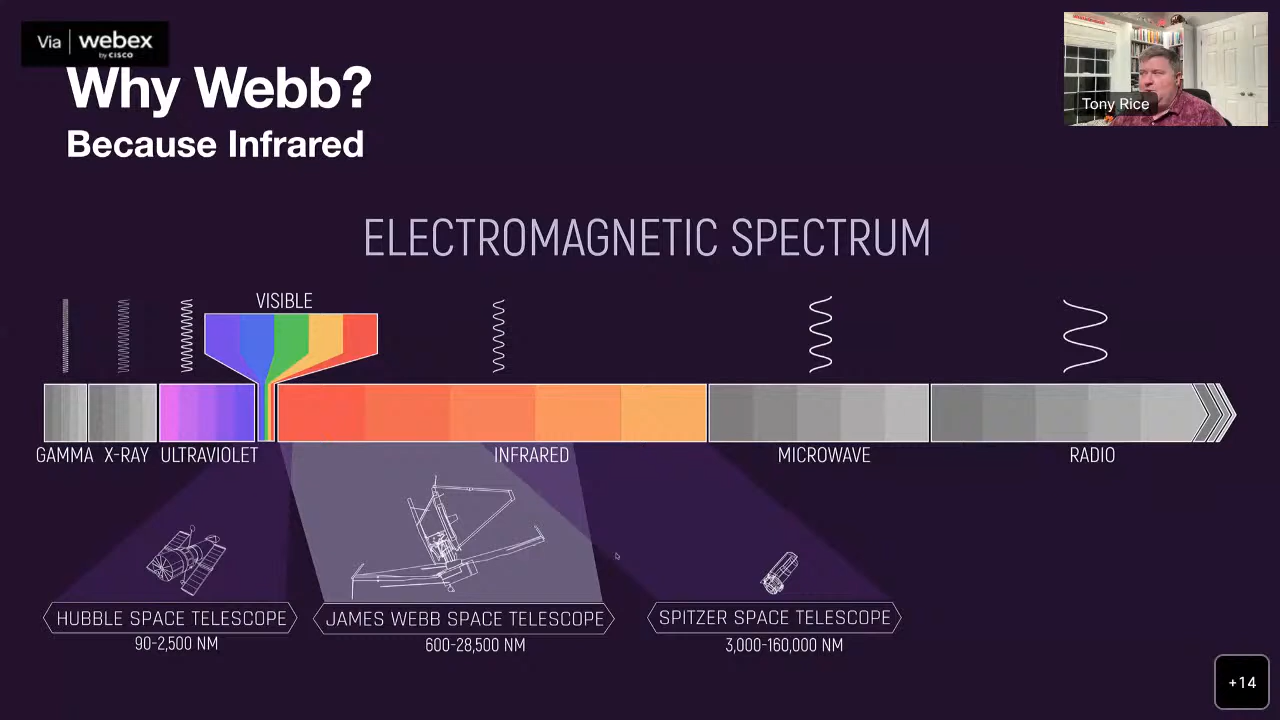 Via webex
by CISCO
Why Webb?
Because Infrared
Tony Rice
ELECTROMAGNETIC SPECTRUM
VISIBLE
GAMMA X-RAY ULTRAVIOLET INFRARED MICROWAVE RADIO
HUBBLE SPACE TELESCOPE
90-2,500 NM
JAMES WEBB SPACE TELESCOPE
600-28,500 NM
SPITZER SPACE TELESCOPE
3,000-160,000 NM
+14